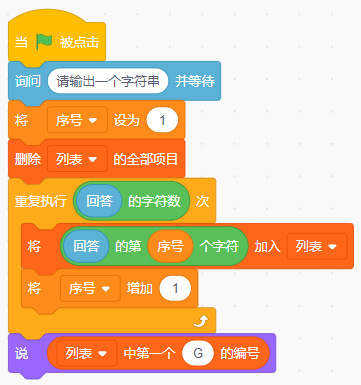 当 被点击
询问 请输出一个字符串 并等待
将 序号 设为 1
删除 列表 的全部项目
重复执行 回答 的字符数 次
将 回答 的第 序号 个字符 加入 列表
将 序号 增加 1
说 列表 中第一个 G 的编号